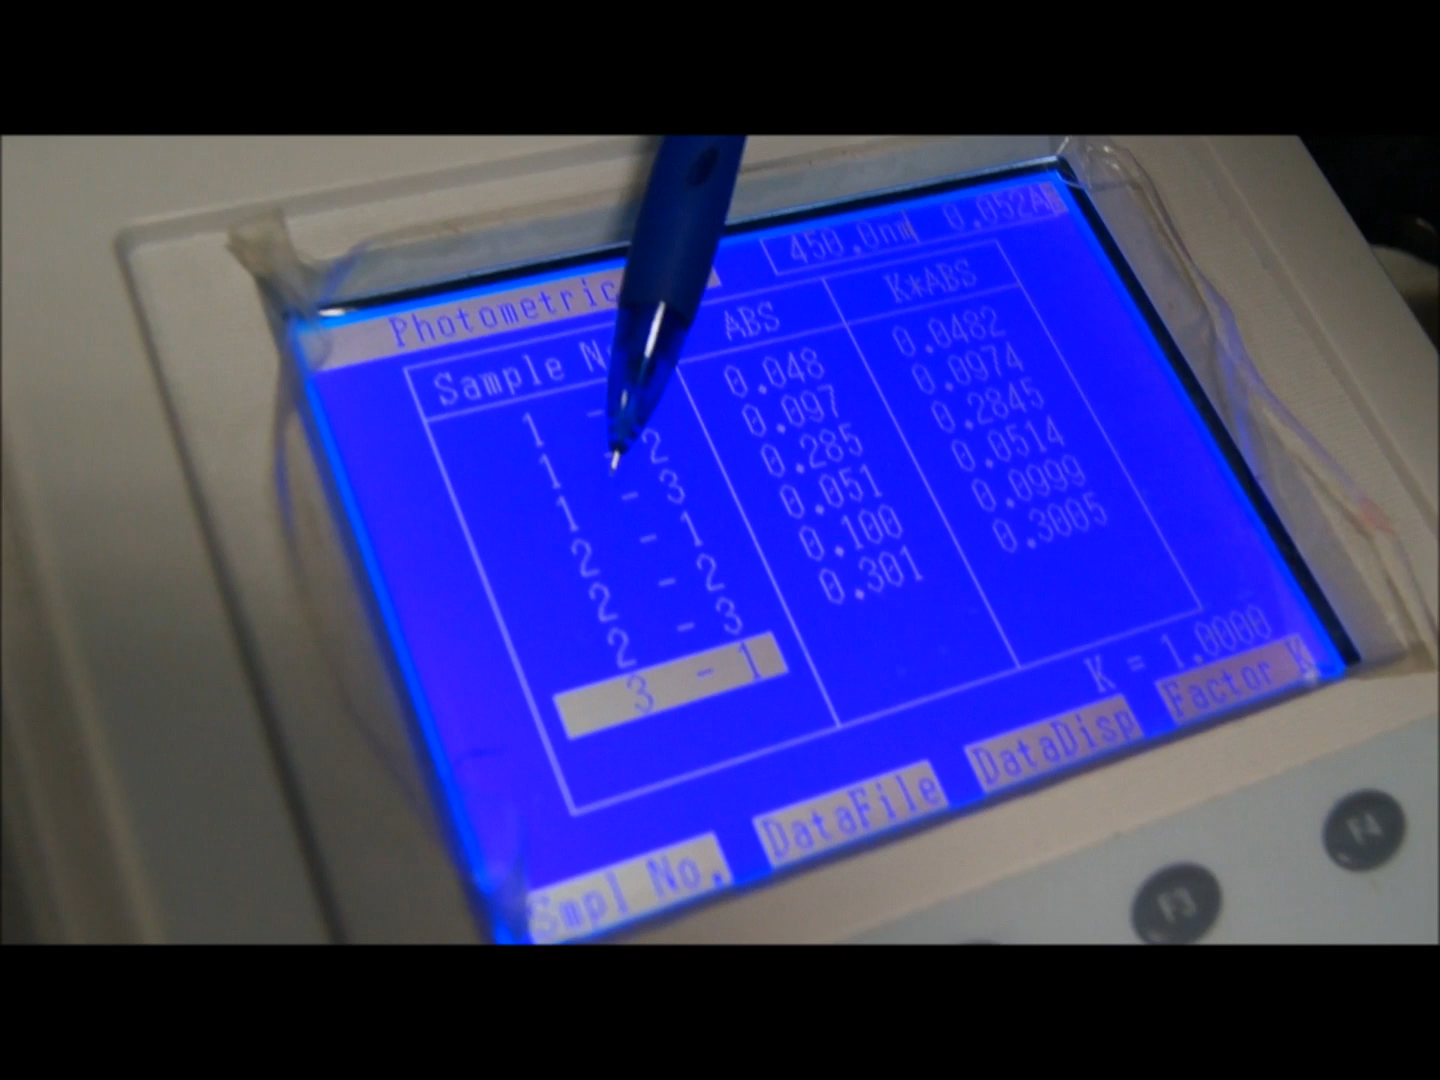 Photometric
450.0nm 0.052A
Sample N ABS K*ABS
1 - 0.048 0.0482
1 - 2 0.097 0.0974
1 - 3 0.285 0.2845
2 - 1 0.051 0.0514
2 - 2 0.100 0.0999
2 - 3 0.301 0.3005
3 - 1
K = 1.0000
Smpl No. DataFile DataDisp Factor K
F3 F4